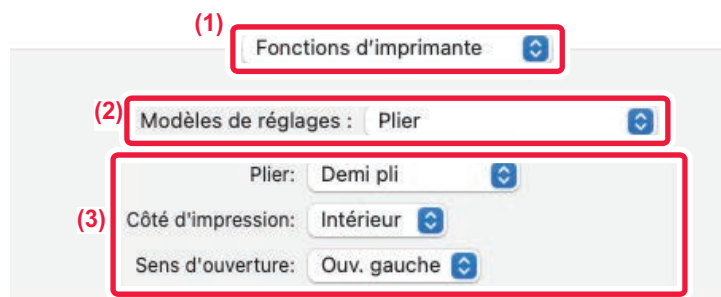 (1)
Fonctions d'imprimante
(2) Modèles de réglages : Plier
Plier: Demi pli
(3) Côté d'impression: Intérieur
Sens d'ouverture: Ouv. gauche